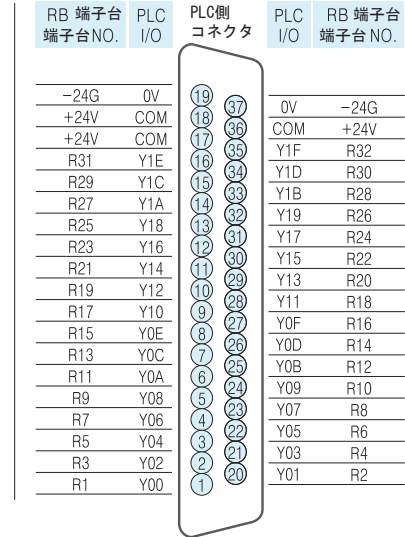 RB 端子台 PLC PLC側 PLC RB 端子台
端子台NO. I/O コネクタ I/O 端子台NO.
-24G 0V 19 37 0V -24G
+24V COM 18 36 COM +24V
+24V COM 17 35 Y1F R32
R31 Y1E 16 34 Y1D R30
R29 Y1C 15 33 Y1B R28
R27 Y1A 14 32 Y19 R26
R25 Y18 13 31 Y17 R24
R23 Y16 12 30 Y15 R22
R21 Y14 11 29 Y13 R20
R19 Y12 10 28 Y11 R18
R17 Y10 9 27 Y0F R16
R15 Y0E 8 26 Y0D R14
R13 Y0C 7 25 Y0B R12
R11 Y0A 6 24 Y09 R10
R9 Y08 5 23 Y07 R8
R7 Y06 4 22 Y05 R6
R5 Y04 3 21 Y03 R4
R3 Y02 2 20 Y01 R2
R1 Y00 1